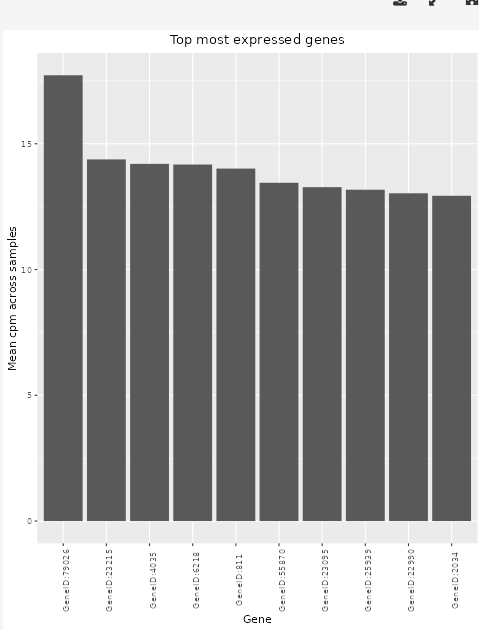 Top most expressed genes
Mean cpm across samples
15
10
5
0
GeneID:79026
GeneID:23215
GeneID:4035
GeneID:6218
GeneID:811
GeneID:55870
GeneID:23095
GeneID:25939
GeneID:22990
GeneID:2034
Gene